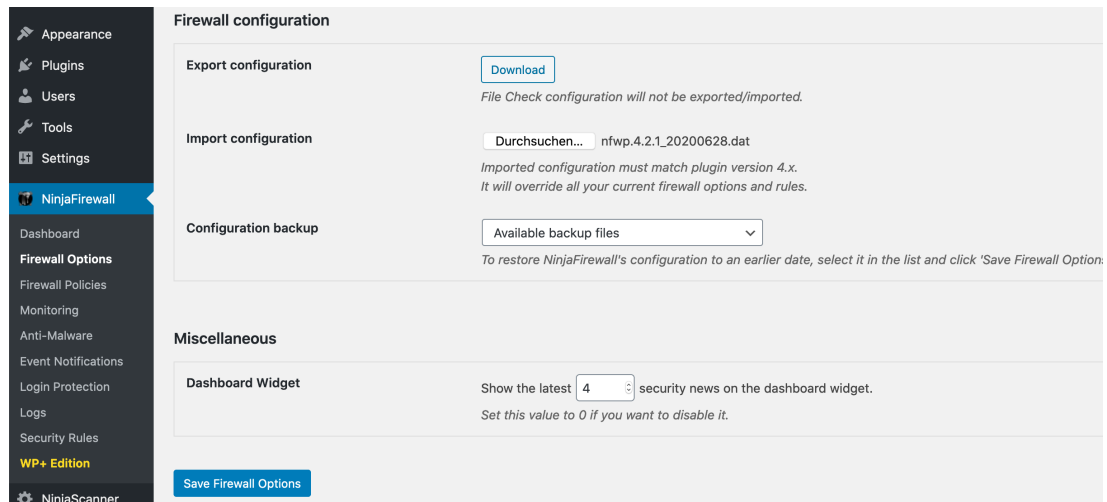 Appearance
Plugins
Users
Tools
Settings
NinjaFirewall
Dashboard
Firewall Options
Firewall Policies
Monitoring
Anti-Malware
Event Notifications
Login Protection
Logs
Security Rules
WP+ Edition
NinjaScanner
Firewall configuration
Export configuration
Download
File Check configuration will not be exported/imported.
Import configuration
Durchsuchen... nfwp.4.2.1_20200628.dat
Imported configuration must match plugin version 4.x.
It will override all your current firewall options and rules.
Configuration backup
Available backup files
To restore NinjaFirewall's configuration to an earlier date, select it in the list and click 'Save Firewall Options
Miscellaneous
Dashboard Widget
Show the latest 4 security news on the dashboard widget.
Set this value to 0 if you want to disable it.
Save Firewall Options